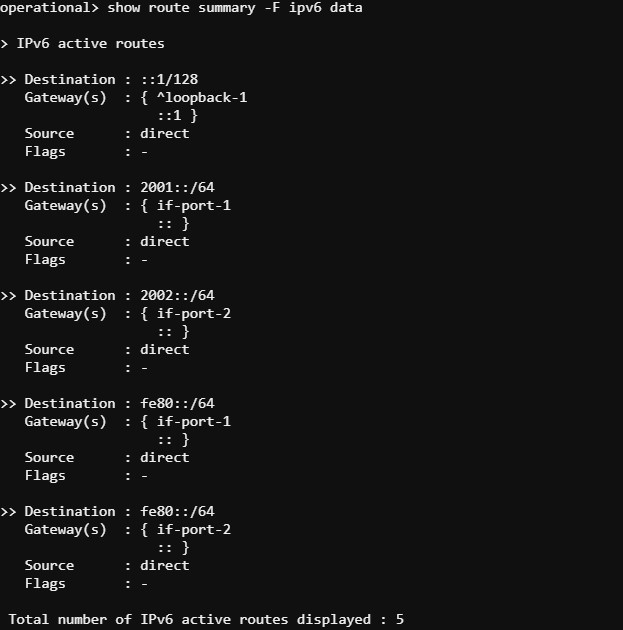 operational> show route summary -F ipv6 data
> IPv6 active routes
>> Destination : ::1/128
Gateway(s) : { ^loopback-1
::1 }
Source : direct
Flags : -
>> Destination : 2001::/64
Gateway(s) : { if-port-1
:: }
Source : direct
Flags : -
>> Destination : 2002::/64
Gateway(s) : { if-port-2
:: }
Source : direct
Flags : -
>> Destination : fe80::/64
Gateway(s) : { if-port-1
:: }
Source : direct
Flags : -
>> Destination : fe80::/64
Gateway(s) : { if-port-2
:: }
Source : direct
Flags : -
Total number of IPv6 active routes displayed : 5